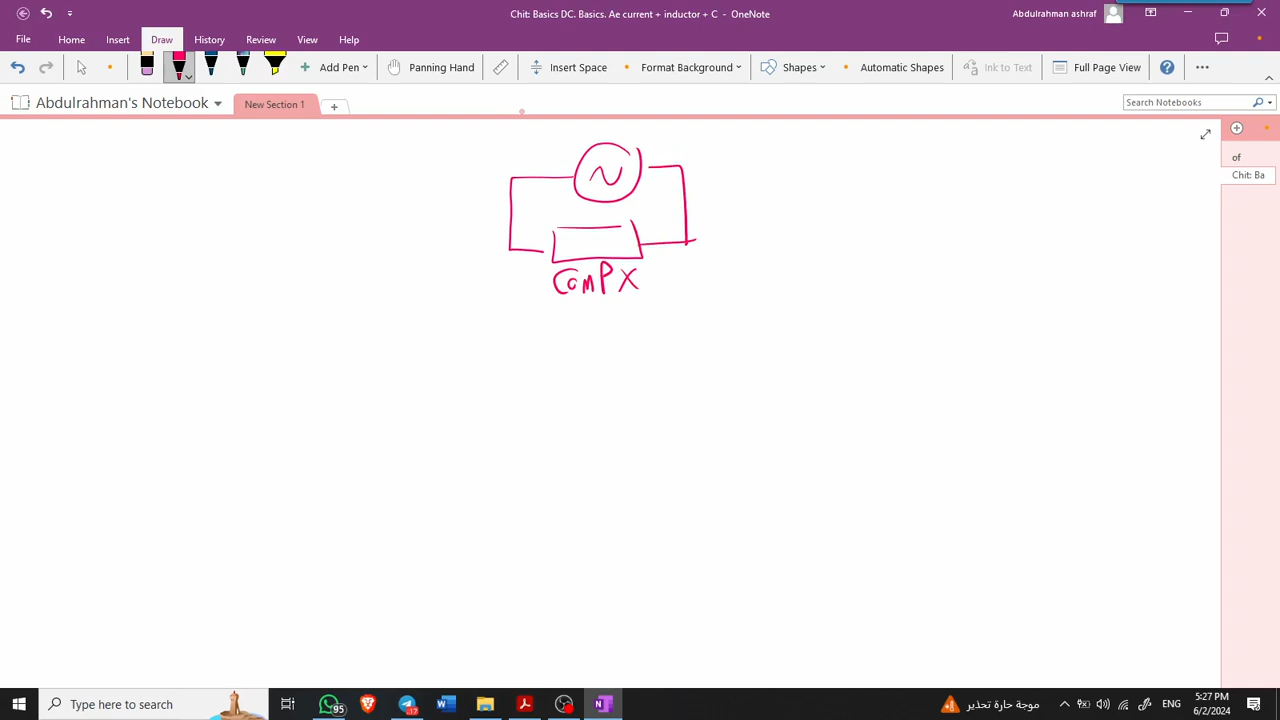 Chit: Basics DC. Basics. Ae current + inductor + C - OneNote
Abdulrahman ashraf
File Home Insert Draw History Review View Help
Add Pen Panning Hand Insert Space Format Background Shapes Automatic Shapes Ink to Text Full Page View
Abdulrahman's Notebook New Section 1
Search Notebooks
of
Chit: Ba
comp X
Type here to search
95
17
موجة حارة تحذير
ENG
5:27 PM
6/2/2024